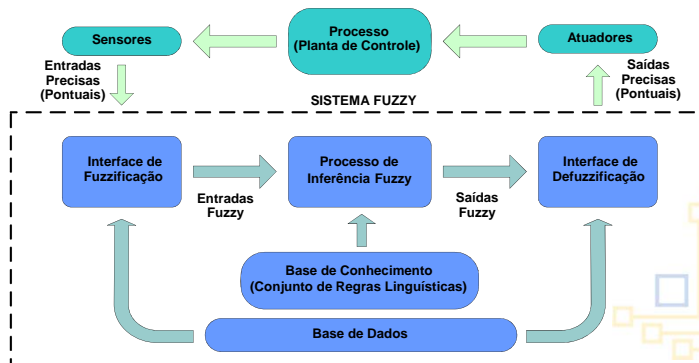 Sensores
Processo
(Planta de Controle)
Atuadores
Entradas
Precisas
(Pontuais)
Saídas
Precisas
(Pontuais)
SISTEMA FUZZY
Interface de
Fuzzificação
Entradas
Fuzzy
Processo de
Inferência Fuzzy
Saídas
Fuzzy
Interface de
Defuzzificação
Base de Conhecimento
(Conjunto de Regras Linguísticas)
Base de Dados